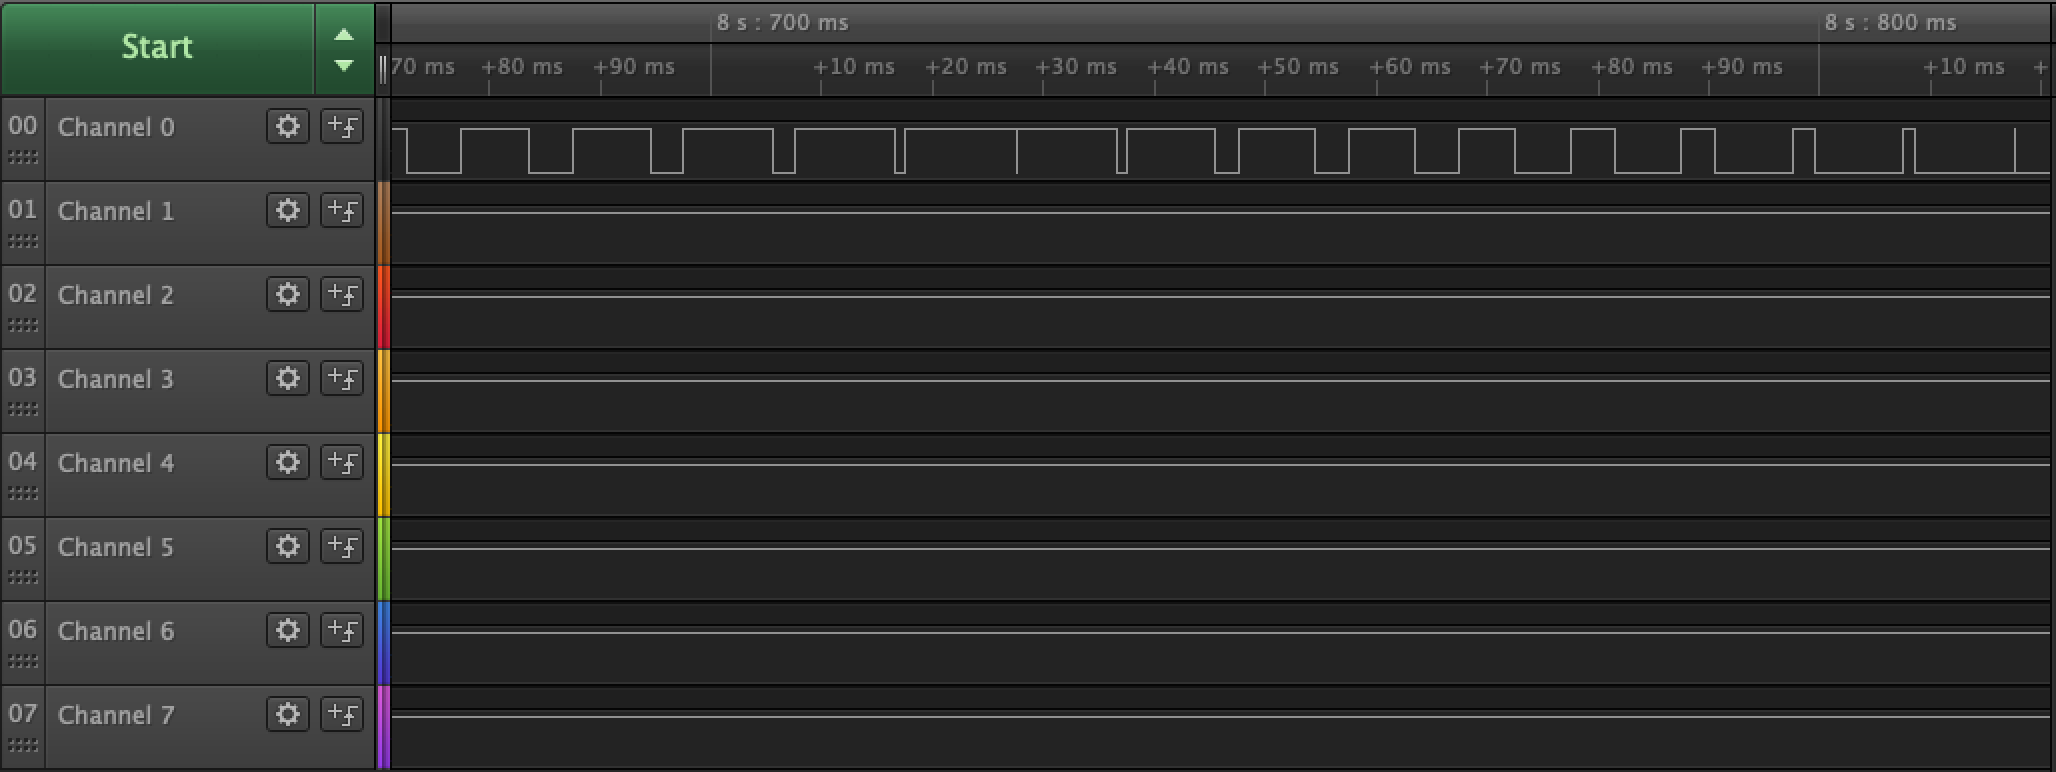 Start
8 s : 700 ms
8 s : 800 ms
70 ms +80 ms +90 ms +10 ms +20 ms +30 ms +40 ms +50 ms +60 ms +70 ms +80 ms +90 ms +10 ms +
00 Channel 0
01 Channel 1
02 Channel 2
03 Channel 3
04 Channel 4
05 Channel 5
06 Channel 6
07 Channel 7